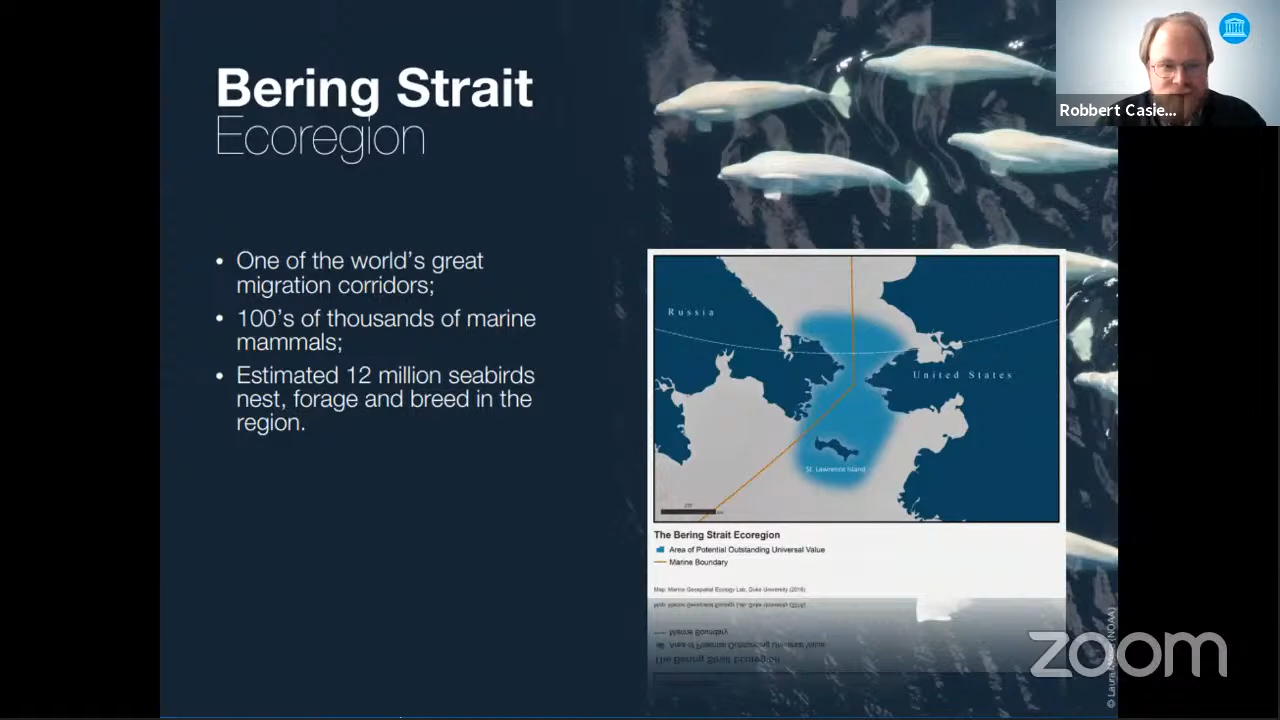 Bering Strait
Ecoregion
• One of the world’s great
migration corridors;
• 100’s of thousands of marine
mammals;
• Estimated 12 million seabirds
nest, forage and breed in the
region.
Robbert Casie...
Russia
United States
St. Lawrence Island
The Bering Strait Ecoregion
Area of Potential Outstanding Universal Value
Marine Boundary
Map: Marine Geospatial Ecology Lab, Duke University (2016)
zoom
(NOAA)